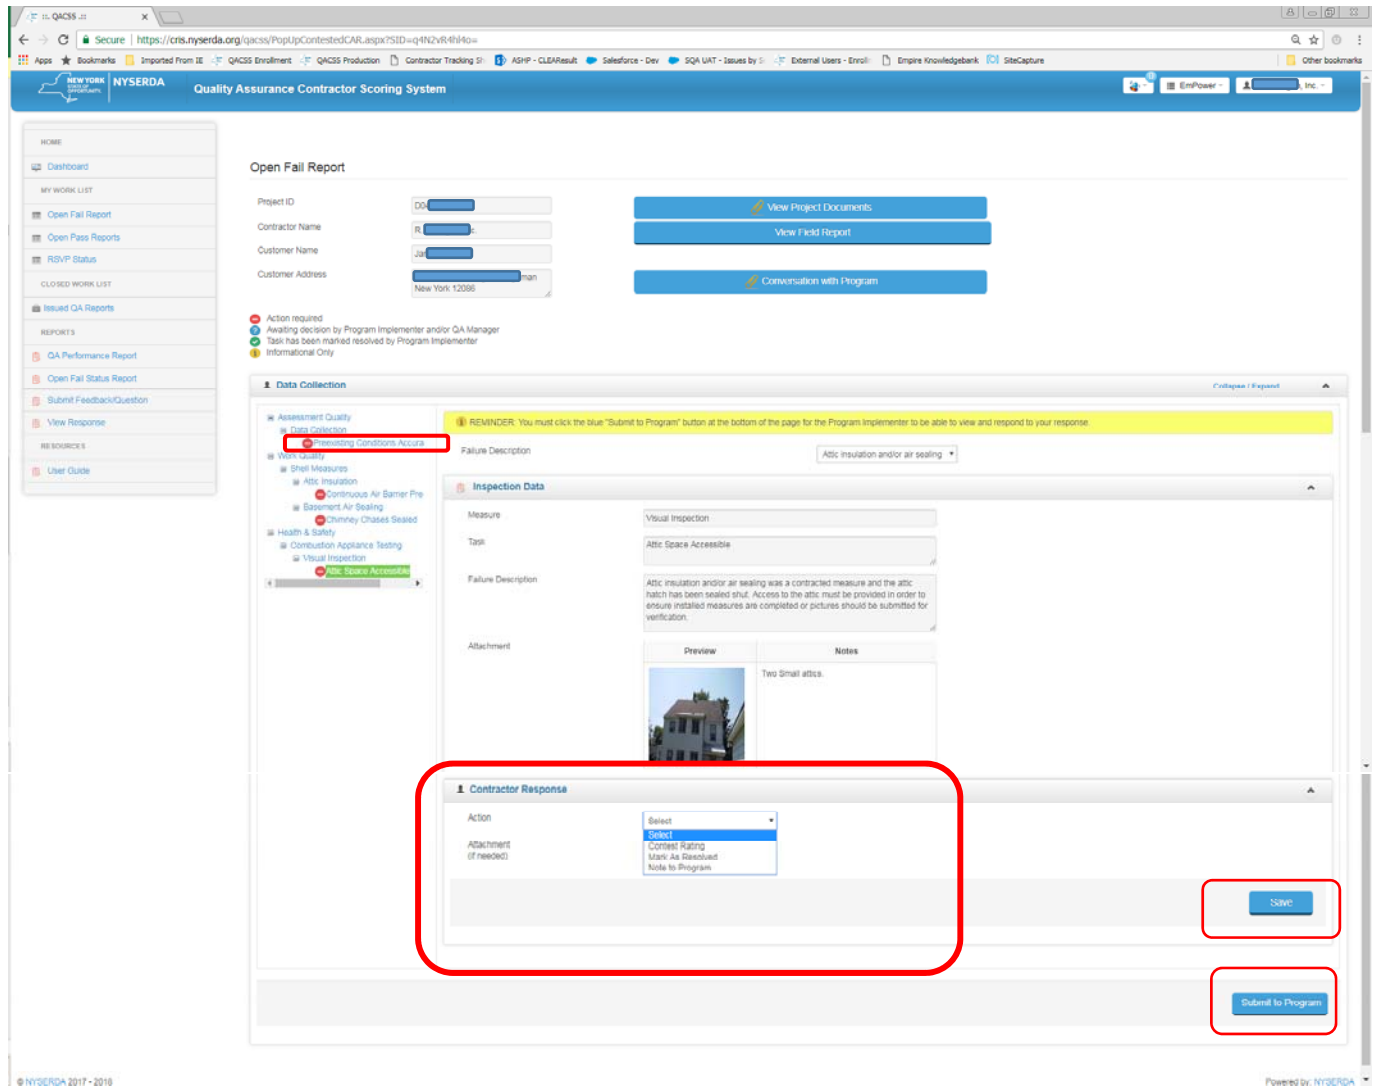 ::. QACSS .::
Secure | https://cris.nyserda.org/qacss/PopUpContestedCAR.aspx?SID=q4N2vR4hl4o=
Apps Bookmarks Imported From IE QACSS Enrollment QACSS Production Contractor Tracking Sh ASHP - CLEAResult Salesforce - Dev SQA UAT - Issues by S External Users - Enroll Empire Knowledgebank SiteCapture Other bookmarks
NEW YORK STATE OF OPPORTUNITY. NYSERDA Quality Assurance Contractor Scoring System
0 EmPower , Inc.
HOME
Dashboard
MY WORK LIST
Open Fail Report
Open Pass Reports
RSVP Status
CLOSED WORK LIST
Issued QA Reports
REPORTS
QA Performance Report
Open Fail Status Report
Submit Feedback/Question
View Response
RESOURCES
User Guide
Open Fail Report
Project ID D0
Contractor Name R. c.
Customer Name Ja
Customer Address man
New York 12086
View Project Documents
View Field Report
Conversation with Program
Action required
Awaiting decision by Program Implementer and/or QA Manager
Task has been marked resolved by Program Implementer
Informational Only
Data Collection Collapse / Expand
Assessment Quality
Data Collection
Preexisting Conditions Accura
Work Quality
Shell Measures
Attic Insulation
Continuous Air Barrier Pre
Basement Air Sealing
Chimney Chases Sealed
Health & Safety
Combustion Appliance Testing
Visual Inspection
Attic Space Accessible
REMINDER: You must click the blue "Submit to Program" button at the bottom of the page for the Program Implementer to be able to view and respond to your response.
Failure Description Attic insulation and/or air sealing
Inspection Data
Measure Visual Inspection
Task Attic Space Accessible
Failure Description Attic insulation and/or air sealing was a contracted measure and the attic
hatch has been sealed shut. Access to the attic must be provided in order to
ensure installed measures are completed or pictures should be submitted for
verification.
Attachment Preview Notes
Two Small attics.
Contractor Response
Action Select
Select
Contest Rating
Mark As Resolved
Note to Program
Attachment
(if needed)
Save
Submit to Program
© NYSERDA 2017 - 2018 Powered by: NYSERDA